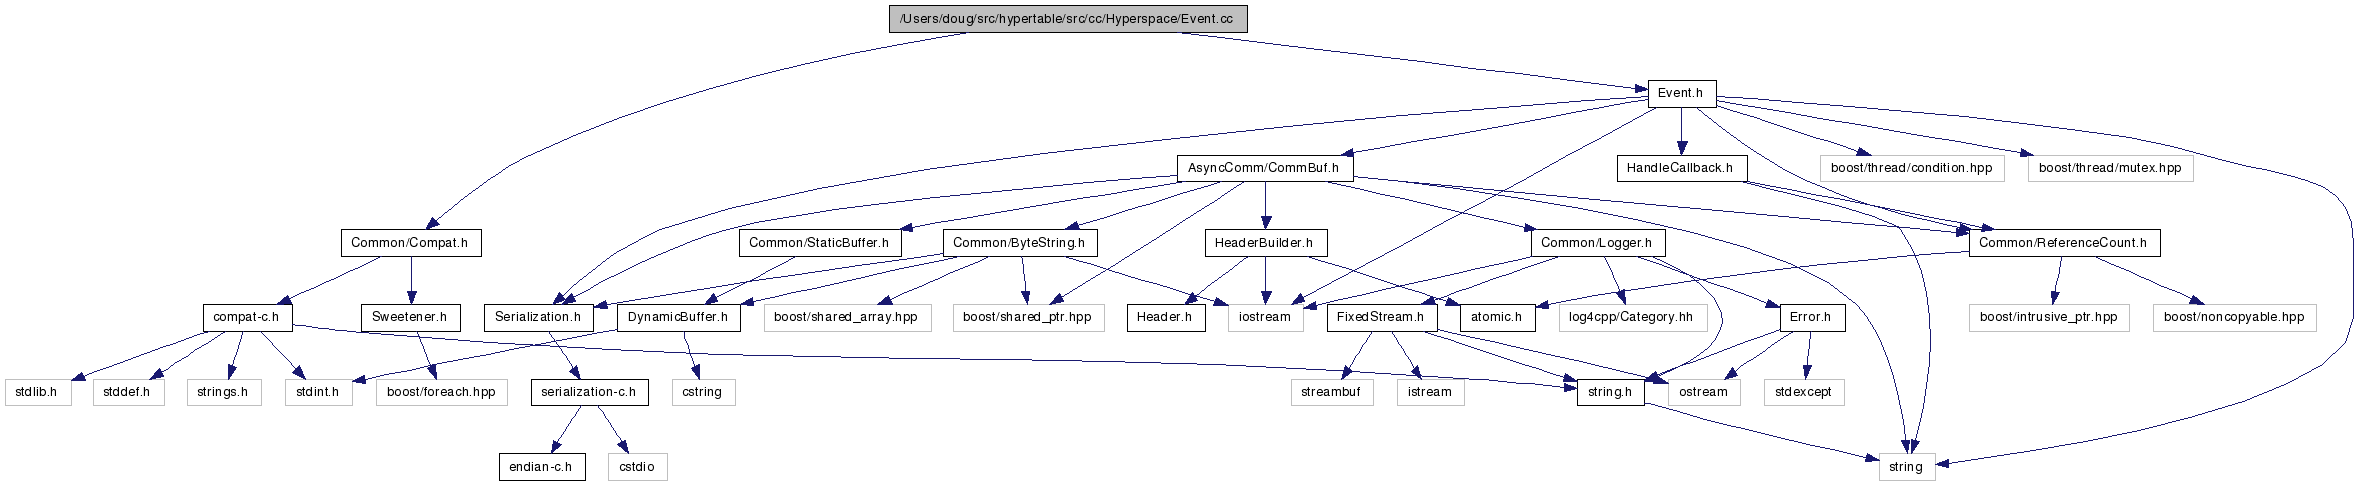 /Users/doug/src/hypertable/src/cc/Hyperspace/Event.cc
Event.h
AsyncComm/CommBuf.h
HandleCallback.h
boost/thread/condition.hpp
boost/thread/mutex.hpp
Common/Compat.h
Common/StaticBuffer.h
Common/ByteString.h
HeaderBuilder.h
Common/Logger.h
Common/ReferenceCount.h
compat-c.h
Sweetener.h
Serialization.h
DynamicBuffer.h
boost/shared_array.hpp
boost/shared_ptr.hpp
Header.h
iostream
FixedStream.h
atomic.h
log4cpp/Category.hh
Error.h
boost/intrusive_ptr.hpp
boost/noncopyable.hpp
stdlib.h
stddef.h
strings.h
stdint.h
boost/foreach.hpp
serialization-c.h
cstring
streambuf
istream
string.h
ostream
stdexcept
endian-c.h
cstdio
string